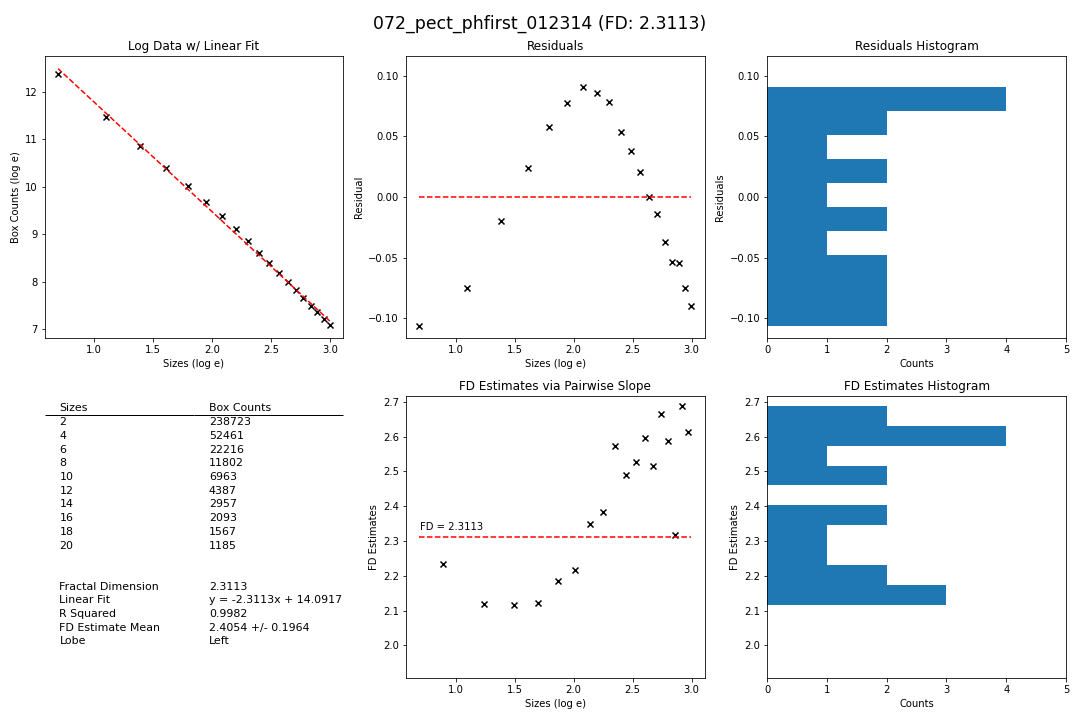 072_pect_phfirst_012314 (FD: 2.3113)
Log Data w/ Linear Fit
Box Counts (log e)
12
11
10
9
8
7
1.0 1.5 2.0 2.5 3.0
Sizes (log e)
Residuals
Residual
0.10
0.05
0.00
−0.05
−0.10
1.0 1.5 2.0 2.5 3.0
Sizes (log e)
Residuals Histogram
Residuals
0.10
0.05
0.00
−0.05
−0.10
0 1 2 3 4 5
Counts
Sizes Box Counts
2 238723
4 52461
6 22216
8 11802
10 6963
12 4387
14 2957
16 2093
18 1567
20 1185
Fractal Dimension 2.3113
Linear Fit y = -2.3113x + 14.0917
R Squared 0.9982
FD Estimate Mean 2.4054 +/- 0.1964
Lobe Left
FD Estimates via Pairwise Slope
FD Estimates
2.7
2.6
2.5
2.4
2.3
2.2
2.1
2.0
FD = 2.3113
1.0 1.5 2.0 2.5 3.0
Sizes (log e)
FD Estimates Histogram
FD Estimates
2.7
2.6
2.5
2.4
2.3
2.2
2.1
2.0
0 1 2 3 4 5
Counts